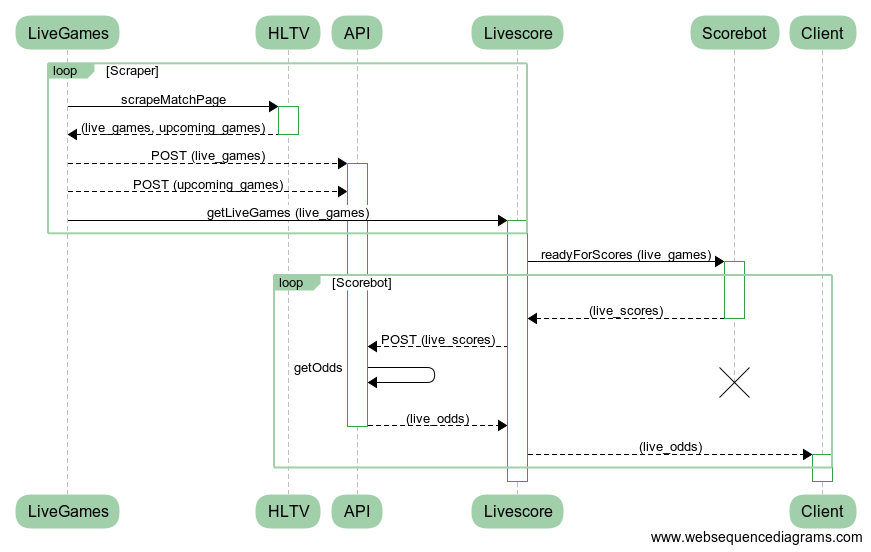 LiveGames HLTV API Livescore Scorebot Client
loop [Scraper]
scrapeMatchPage
(live_games, upcoming_games)
POST (live_games)
POST (upcoming_games)
getLiveGames (live_games)
readyForScores (live_games)
loop [Scorebot]
(live_scores)
POST (live_scores)
getOdds
(live_odds)
(live_odds)
LiveGames HLTV API Livescore Client
www.websequencediagrams.com